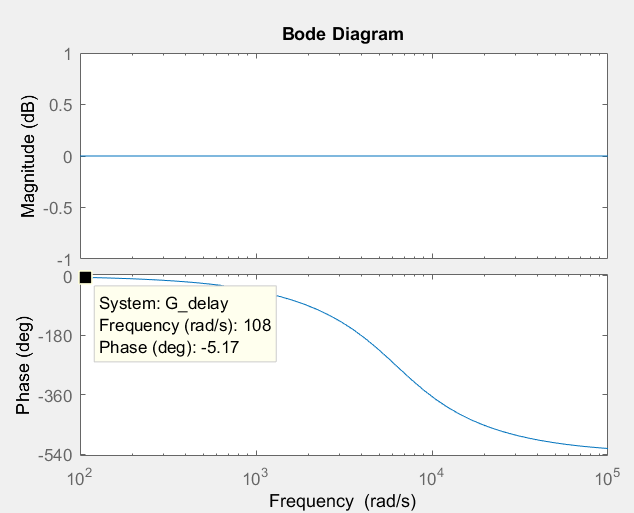 Bode Diagram
Magnitude (dB)
1
0.5
0
-0.5
-1
Phase (deg)
0
-180
-360
-540
System: G_delay
Frequency (rad/s): 108
Phase (deg): -5.17
10^2
10^3
10^4
10^5
Frequency (rad/s)